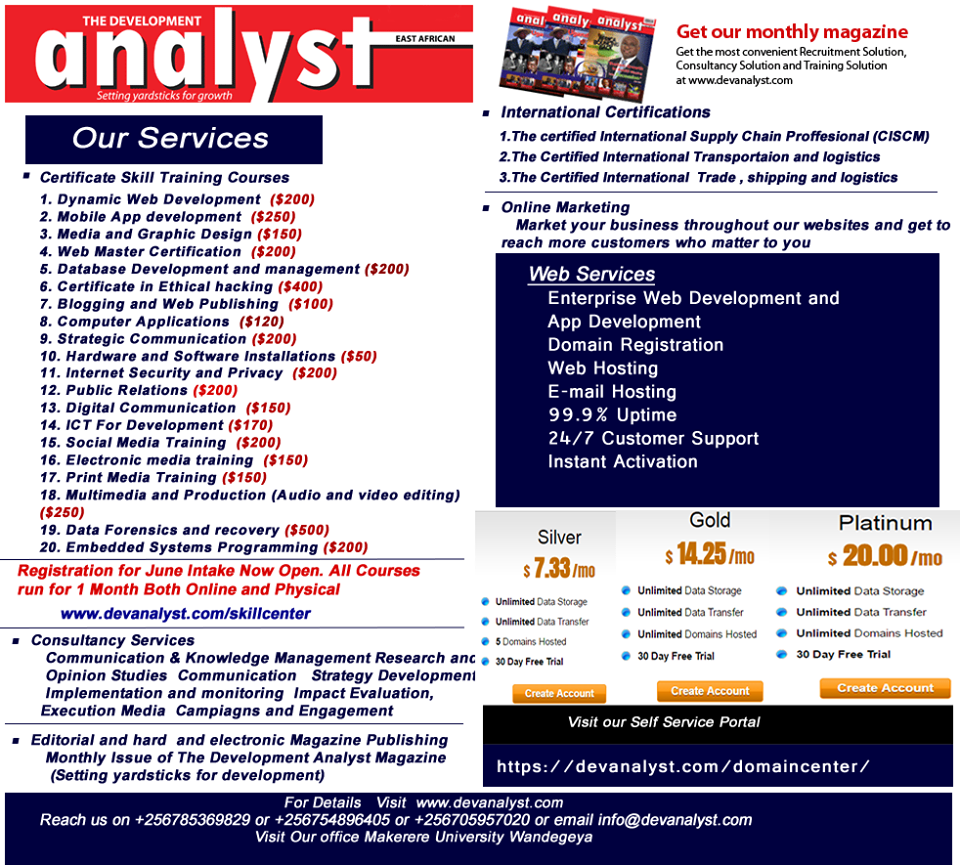 THE DEVELOPMENT
analyst
EAST AFRICAN
Setting yardsticks for growth
Our Services
Certificate Skill Training Courses
1. Dynamic Web Development ($200)
2. Mobile App development ($250)
3. Media and Graphic Design ($150)
4. Web Master Certification ($200)
5. Database Development and management ($200)
6. Certificate in Ethical hacking ($400)
7. Blogging and Web Publishing ($100)
8. Computer Applications ($120)
9. Strategic Communication ($200)
10. Hardware and Software Installations ($50)
11. Internet Security and Privacy ($200)
12. Public Relations ($200)
13. Digital Communication ($150)
14. ICT For Development ($170)
15. Social Media Training ($200)
16. Electronic media training ($150)
17. Print Media Training ($150)
18. Multimedia and Production (Audio and video editing)
($250)
19. Data Forensics and recovery ($500)
20. Embedded Systems Programming ($200)
Registration for June Intake Now Open. All Courses
run for 1 Month Both Online and Physical
www.devanalyst.com/skillcenter
Consultancy Services
Communication & Knowledge Management Research and
Opinion Studies Communication Strategy Development
Implementation and monitoring Impact Evaluation,
Execution Media Campiagns and Engagement
Editorial and hard and electronic Magazine Publishing
Monthly Issue of The Development Analyst Magazine
(Setting yardsticks for development)
Get our monthly magazine
Get the most convenient Recruitment Solution,
Consultancy Solution and Training Solution
at www.devanalyst.com
International Certifications
1.The certified International Supply Chain Proffesional (CISCM)
2.The Certified International Transportaion and logistics
3.The Certified International Trade , shipping and logistics
Online Marketing
Market your business throughout our websites and get to
reach more customers who matter to you
Web Services
Enterprise Web Development and
App Development
Domain Registration
Web Hosting
E-mail Hosting
99.9% Uptime
24/7 Customer Support
Instant Activation
Silver
$ 7.33 /mo
Unlimited Data Storage
Unlimited Data Transfer
5 Domains Hosted
30 Day Free Trial
Create Account
Gold
$ 14.25 /mo
Unlimited Data Storage
Unlimited Data Transfer
Unlimited Domains Hosted
30 Day Free Trial
Create Account
Platinum
$ 20.00 /mo
Unlimited Data Storage
Unlimited Data Transfer
Unlimited Domains Hosted
30 Day Free Trial
Create Account
Visit our Self Service Portal
https://devanalyst.com/domaincenter/
For Details Visit www.devanalyst.com
Reach us on +256785369829 or +256754896405 or +256705957020 or email info@devanalyst.com
Visit Our office Makerere University Wandegeya